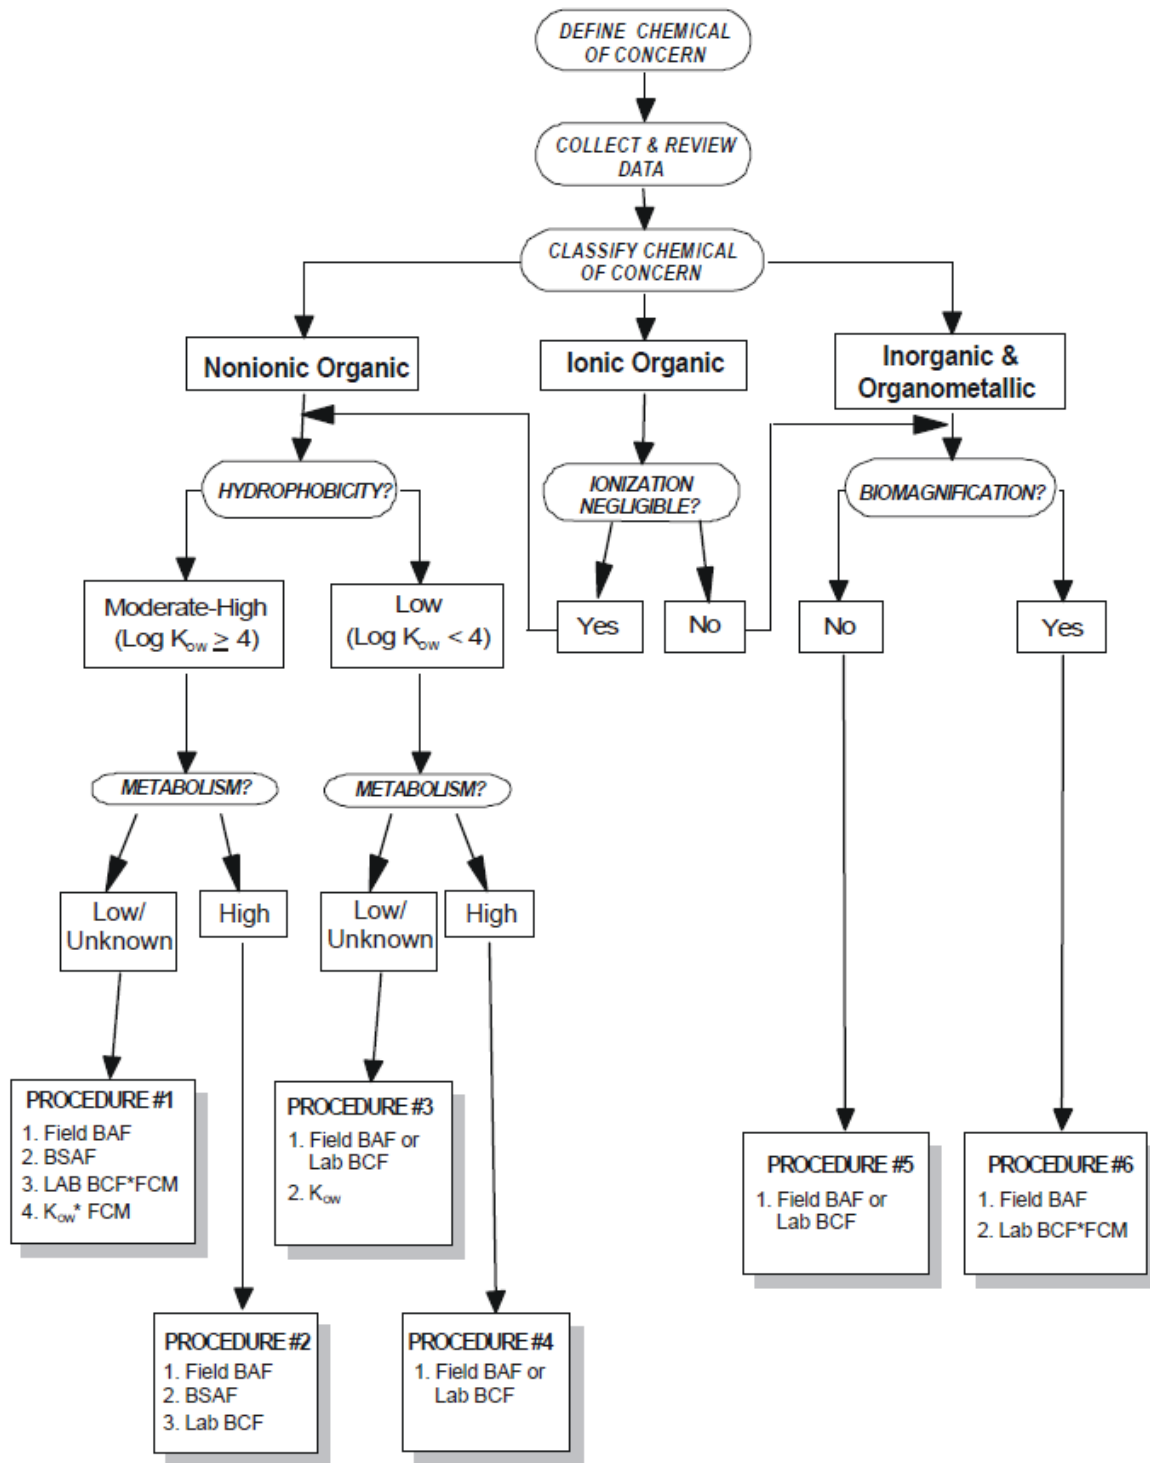 DEFINE CHEMICAL
OF CONCERN
COLLECT & REVIEW
DATA
CLASSIFY CHEMICAL
OF CONCERN
Nonionic Organic
Ionic Organic
Inorganic &
Organometallic
HYDROPHOBICITY?
IONIZATION
NEGLIGIBLE?
BIOMAGNIFICATION?
Moderate-High
(Log Kow ≥ 4)
Low
(Log Kow < 4)
Yes
No
No
Yes
METABOLISM?
METABOLISM?
Low/
Unknown
High
Low/
Unknown
High
PROCEDURE #1
1. Field BAF
2. BSAF
3. LAB BCF*FCM
4. Kow* FCM
PROCEDURE #3
1. Field BAF or
Lab BCF
2. Kow
PROCEDURE #5
1. Field BAF or
Lab BCF
PROCEDURE #6
1. Field BAF
2. Lab BCF*FCM
PROCEDURE #2
1. Field BAF
2. BSAF
3. Lab BCF
PROCEDURE #4
1. Field BAF or
Lab BCF